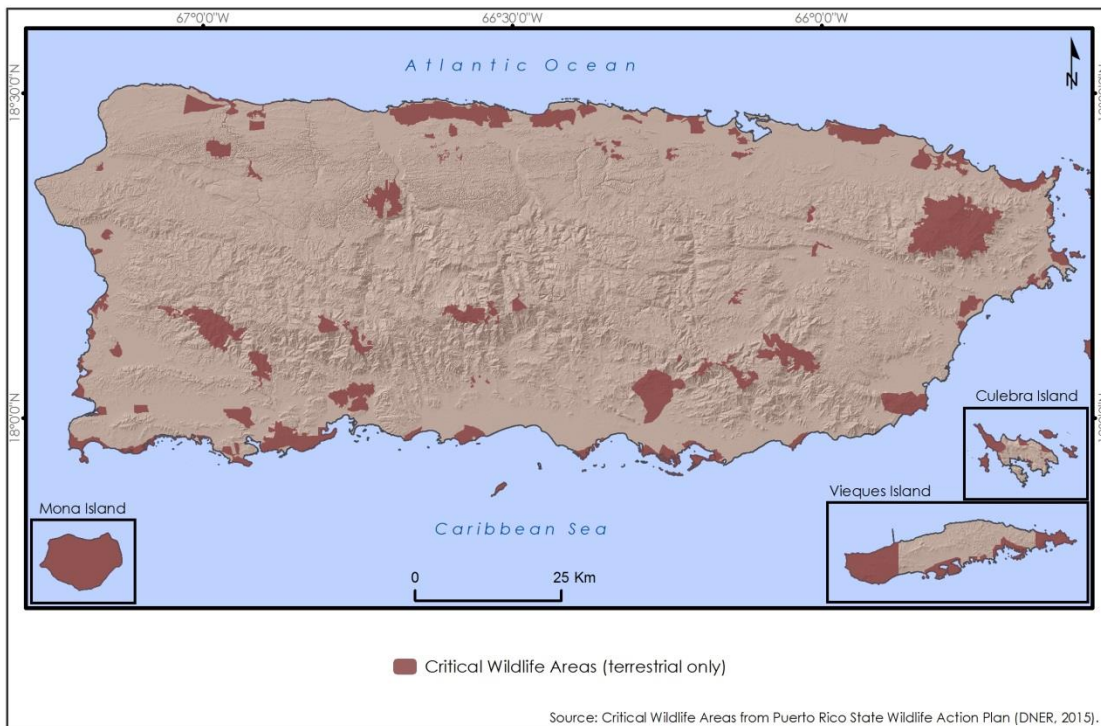 67°0'0"W 66°30'0"W 66°0'0"W
Atlantic Ocean
N
18°30'0"N
18°0'0"N
Culebra Island
Vieques Island
Mona Island
Caribbean Sea
0 25 Km
Critical Wildlife Areas (terrestrial only)
Source: Critical Wildlife Areas from Puerto Rico State Wildlife Action Plan (DNER, 2015).